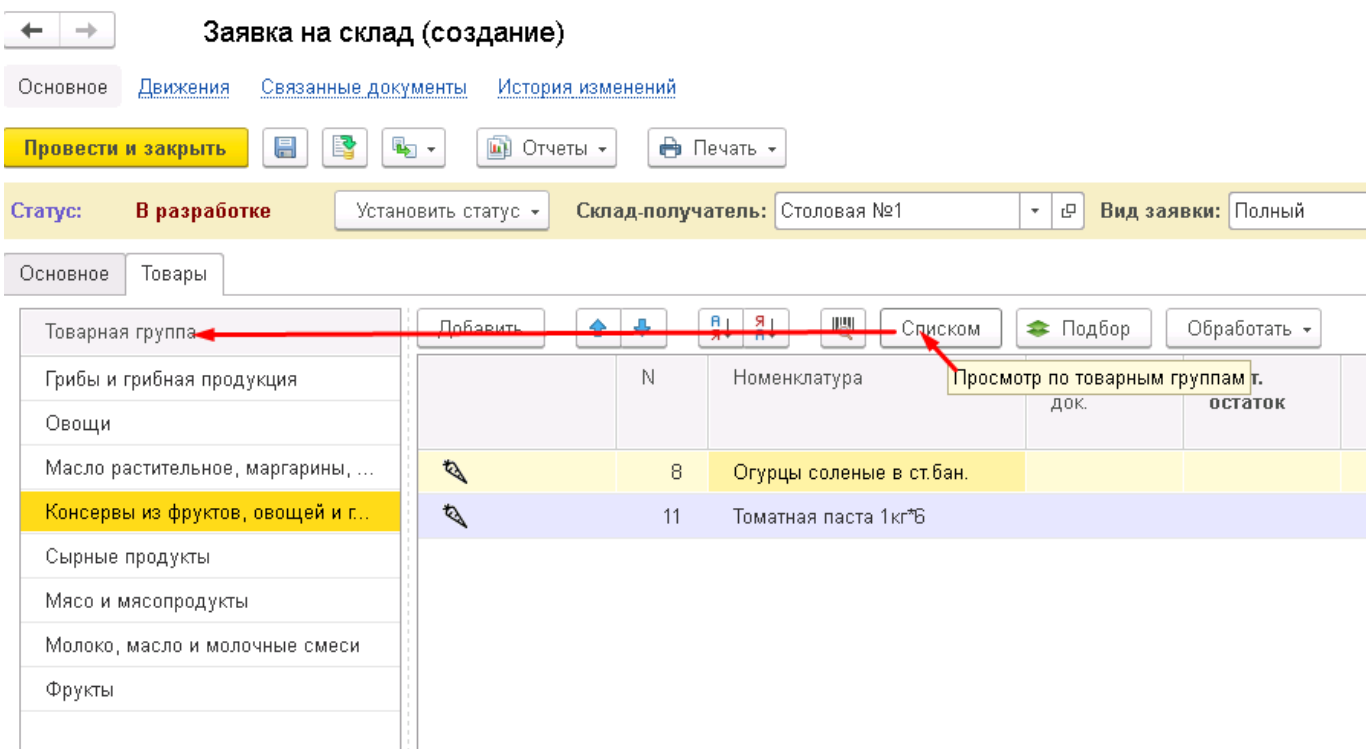 Заявка на склад (создание)
Основное Движения Связанные документы История изменений
Провести и закрыть Отчеты Печать
Статус: В разработке Установить статус Склад-получатель: Столовая №1 Вид заявки: Полный
Основное Товары
Товарная группа Добавить Списком Подбор Обработать
Просмотр по товарным группам
N Номенклатура док. остаток
Грибы и грибная продукция
Овощи
Масло растительное, маргарины, ...
8 Огурцы соленые в ст.бан.
Консервы из фруктов, овощей и г...
11 Томатная паста 1кг*6
Сырные продукты
Мясо и мясопродукты
Молоко, масло и молочные смеси
Фрукты